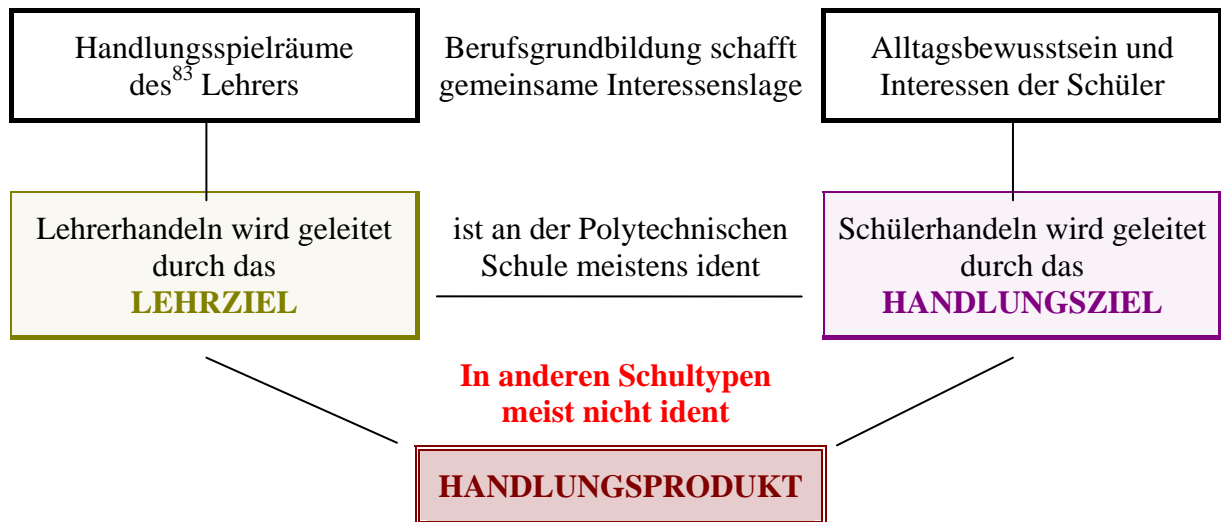 Handlungsspielräume
des⁸³ Lehrers
Berufsgrundbildung schafft
gemeinsame Interessenslage
Alltagsbewusstsein und
Interessen der Schüler
Lehrerhandeln wird geleitet
durch das
LEHRZIEL
ist an der Polytechnischen
Schule meistens ident
Schülerhandeln wird geleitet
durch das
HANDLUNGSZIEL
In anderen Schultypen
meist nicht ident
HANDLUNGSPRODUKT